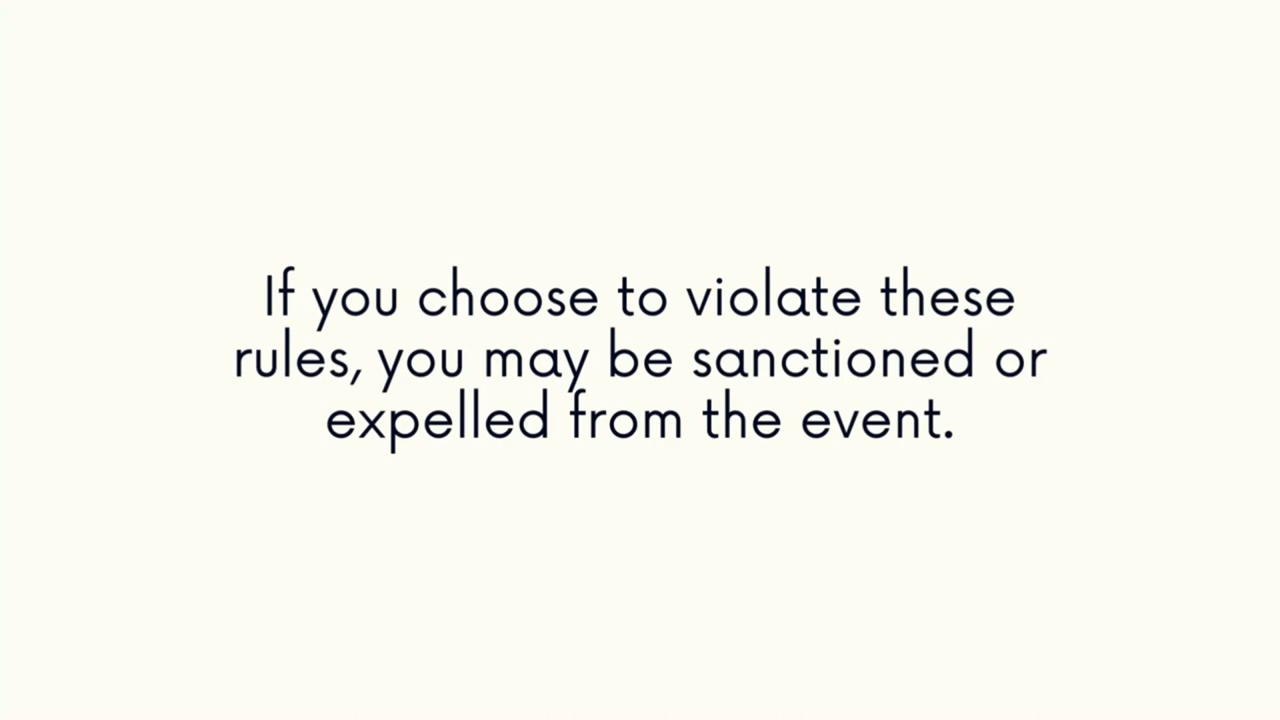 If you choose to violate these
rules, you may be sanctioned or
expelled from the event.